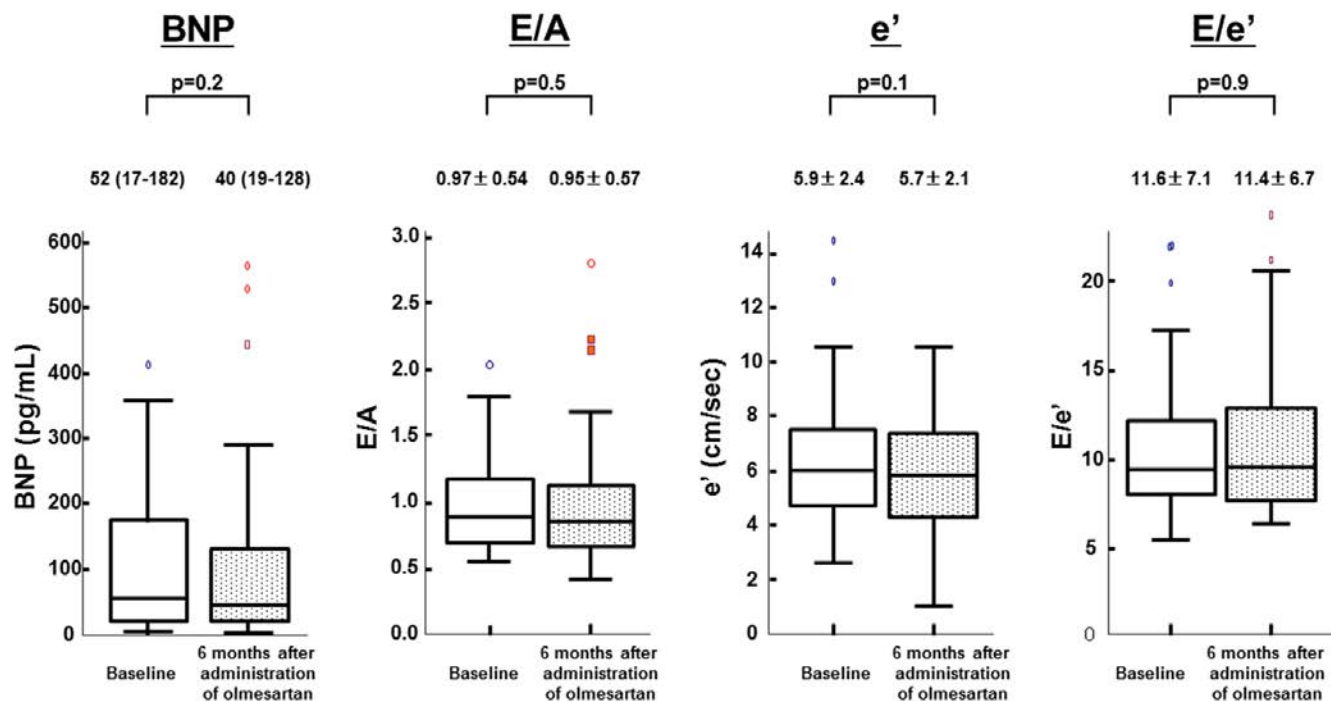 BNP
p=0.2
52 (17-182) 40 (19-128)
BNP (pg/mL)
600
500
400
300
200
100
0
Baseline
6 months after
administration
of olmesartan
E/A
p=0.5
0.97± 0.54 0.95± 0.57
E/A
3.0
2.5
2.0
1.5
1.0
0.5
0.0
Baseline
6 months after
administration
of olmesartan
e’
p=0.1
5.9± 2.4 5.7± 2.1
e’ (cm/sec)
14
12
10
8
6
4
2
0
Baseline
6 months after
administration
of olmesartan
E/e’
p=0.9
11.6± 7.1 11.4± 6.7
E/e’
20
15
10
5
0
Baseline
6 months after
administration
of olmesartan